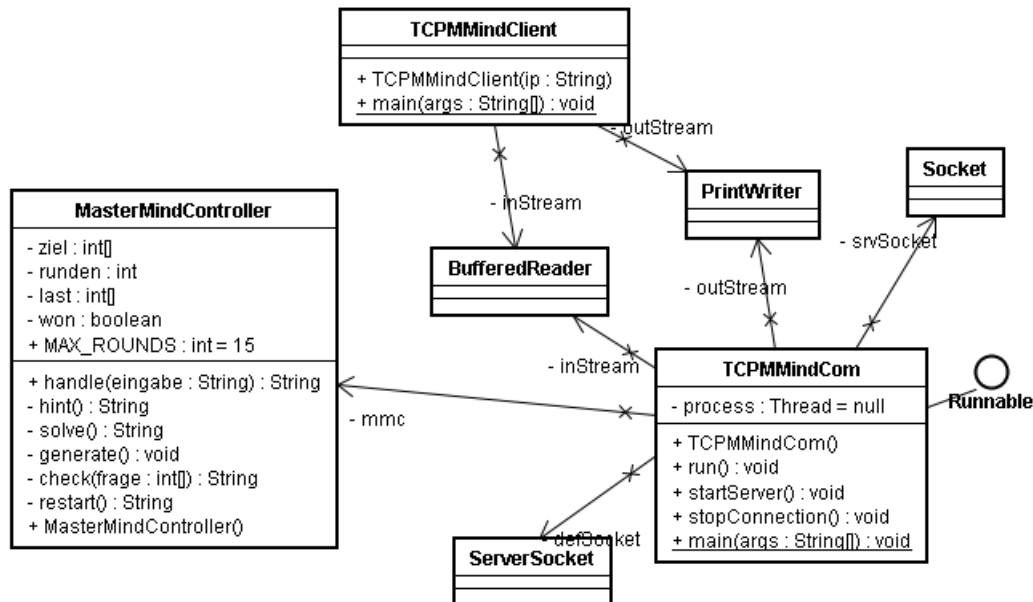 TCPMMindClient
+ TCPMMindClient(ip : String)
+ main(args : String[]) : void
- outStream
- inStream
PrintWriter
Socket
- srvSocket
MasterMindController
- ziel : int[]
- runden : int
- last : int[]
- won : boolean
+ MAX_ROUNDS : int = 15
+ handle(eingabe : String) : String
- hint() : String
- solve() : String
- generate() : void
- check(frage : int[]) : String
- restart() : String
+ MasterMindController()
BufferedReader
- outStream
- inStream
- mmc
TCPMMindCom
- process : Thread = null
+ TCPMMindCom()
+ run() : void
+ startServer() : void
+ stopConnection() : void
+ main(args : String[]) : void
Runnable
- defSocket
ServerSocket